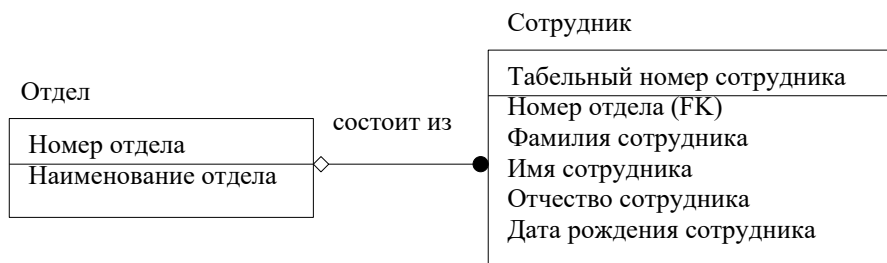 Отдел
Номер отдела
Наименование отдела
состоит из
Сотрудник
Табельный номер сотрудника
Номер отдела (FK)
Фамилия сотрудника
Имя сотрудника
Отчество сотрудника
Дата рождения сотрудника